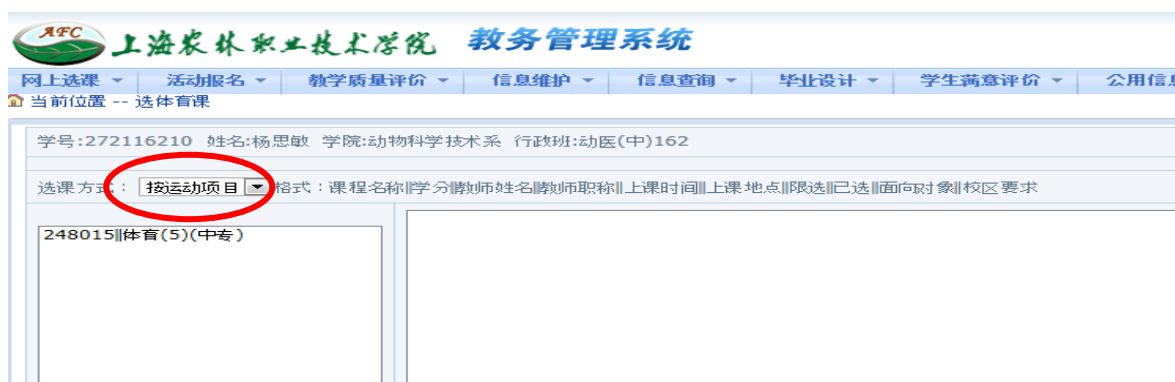 AFC 上海农林职业技术学院 教务管理系统
网上选课 活动报名 教学质量评价 信息维护 信息查询 毕业设计 学生满意评价 公用信息
当前位置 -- 选体育课
学号:272116210 姓名:杨思敏 学院:动物科学技术系 行政班:动医(中)162
选课方式： 按运动项目 格式：课程名称||学分||教师姓名||教师职称||上课时间||上课地点||限选||已选||面向对象||校区要求
248015||体育(5)(中专)